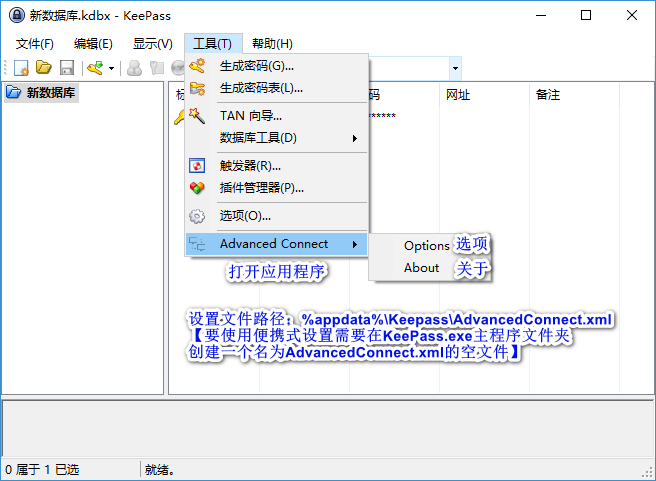 新数据库.kdbx - KeePass
文件(F) 编辑(E) 显示(V) 工具(T) 帮助(H)
新数据库
生成密码(G)...
生成密码表(L)...
TAN 向导...
数据库工具(D)
触发器(R)...
插件管理器(P)...
选项(O)...
Advanced Connect
码 网址 备注
******
Options 选项
About 关于
打开应用程序
设置文件路径：%appdata%\Keepass\AdvancedConnect.xml
【要使用便携式设置需要在KeePass.exe主程序文件夹
创建一个名为AdvancedConnect.xml的空文件】
0 属于 1 已选 就绪。